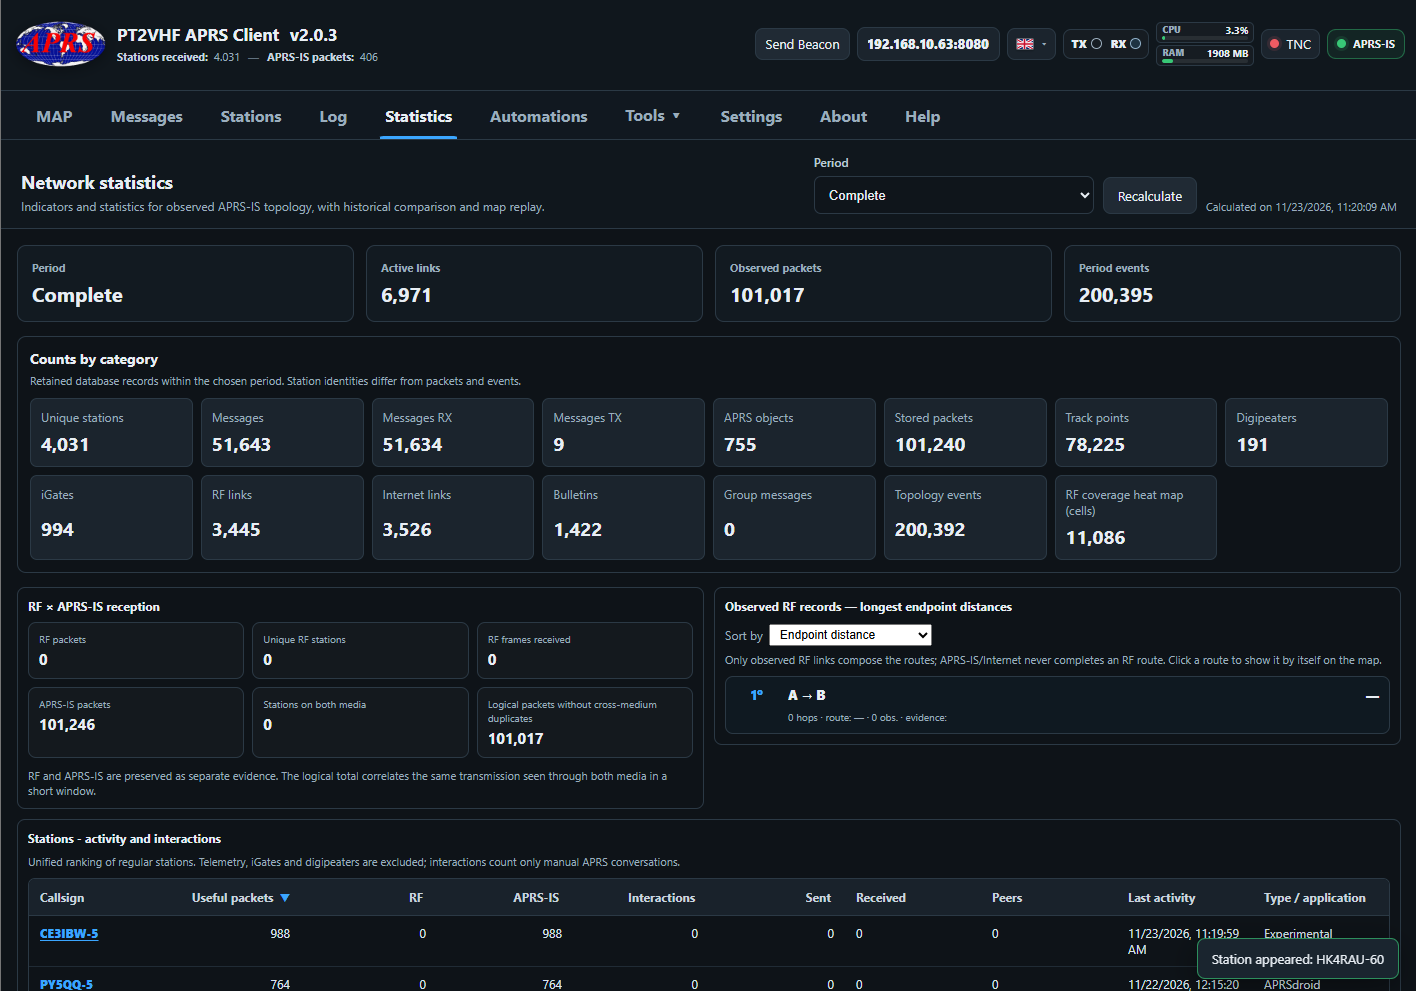 APRS
PT2VHF APRS Client v2.0.3
Stations received: 4.031 — APRS-IS packets: 406
Send Beacon
192.168.10.63:8080
TX RX
CPU 3.3%
RAM 1908 MB
TNC
APRS-IS
MAP Messages Stations Log Statistics Automations Tools ▼ Settings About Help
Network statistics
Indicators and statistics for observed APRS-IS topology, with historical comparison and map replay.
Period
Complete
Recalculate
Calculated on 11/23/2026, 11:20:09 AM
Period
Complete
Active links
6,971
Observed packets
101,017
Period events
200,395
Counts by category
Retained database records within the chosen period. Station identities differ from packets and events.
Unique stations
4,031
Messages
51,643
Messages RX
51,634
Messages TX
9
APRS objects
755
Stored packets
101,240
Track points
78,225
Digipeaters
191
iGates
994
RF links
3,445
Internet links
3,526
Bulletins
1,422
Group messages
0
Topology events
200,392
RF coverage heat map
(cells)
11,086
RF × APRS-IS reception
RF packets
0
Unique RF stations
0
RF frames received
0
APRS-IS packets
101,246
Stations on both media
0
Logical packets without cross-medium
duplicates
101,017
RF and APRS-IS are preserved as separate evidence. The logical total correlates the same transmission seen through both media in a
short window.
Observed RF records — longest endpoint distances
Sort by Endpoint distance
Only observed RF links compose the routes; APRS-IS/Internet never completes an RF route. Click a route to show it by itself on the map.
1º A → B —
0 hops · route: — · 0 obs. · evidence:
Stations - activity and interactions
Unified ranking of regular stations. Telemetry, iGates and digipeaters are excluded; interactions count only manual APRS conversations.
Callsign Useful packets ▼ RF APRS-IS Interactions Sent Received Peers Last activity Type / application
CE3IBW-5 988 0 988 0 0 0 0 11/23/2026, 11:19:59 AM Experimental
PY5QQ-5 764 0 764 0 0 0 0 11/22/2026, 12:15:20 APRSdroid
Station appeared: HK4RAU-60